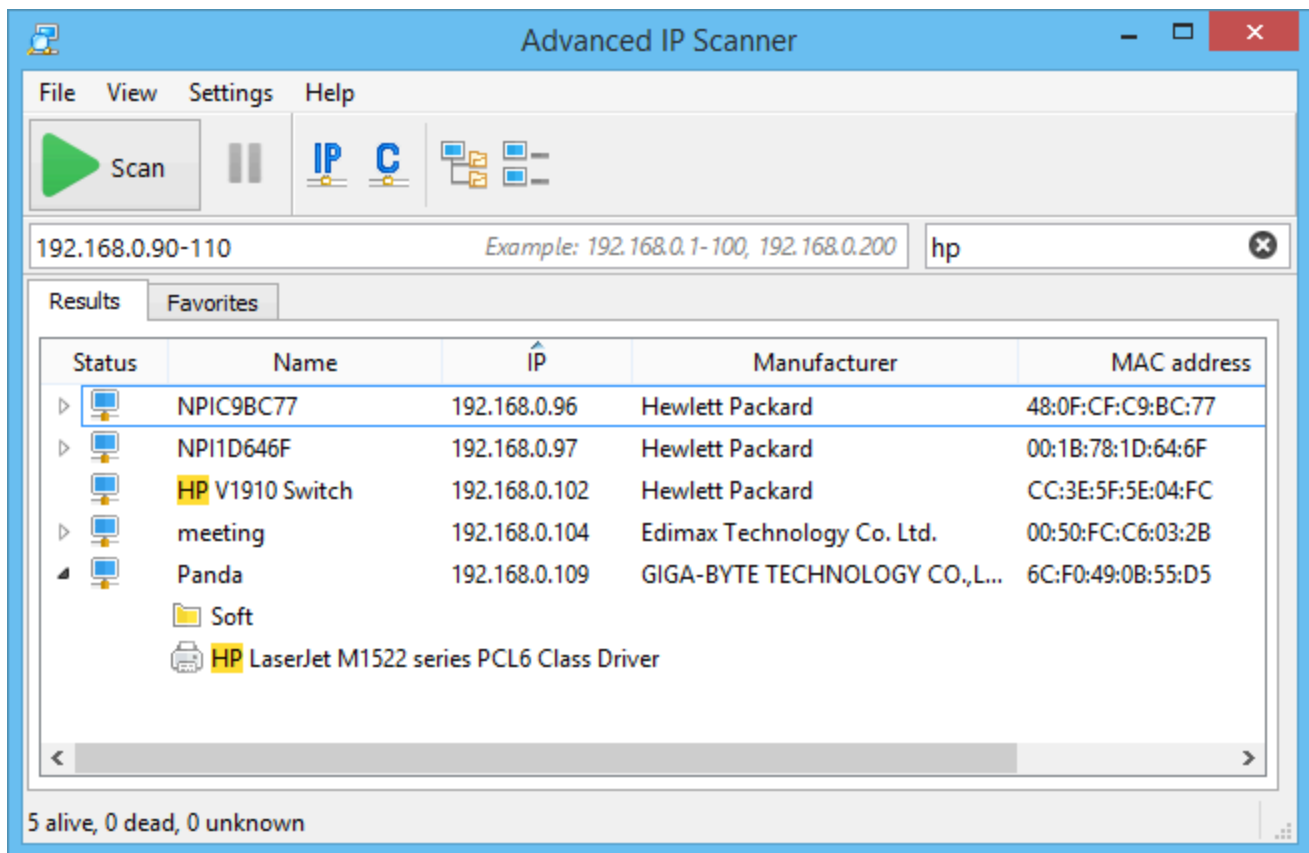 Advanced IP Scanner
File View Settings Help
Scan IP C
192.168.0.90-110 Example: 192.168.0.1-100, 192.168.0.200 hp
Results Favorites
Status Name IP Manufacturer MAC address
NPIC9BC77 192.168.0.96 Hewlett Packard 48:0F:CF:C9:BC:77
NPI1D646F 192.168.0.97 Hewlett Packard 00:1B:78:1D:64:6F
HP V1910 Switch 192.168.0.102 Hewlett Packard CC:3E:5F:5E:04:FC
meeting 192.168.0.104 Edimax Technology Co. Ltd. 00:50:FC:C6:03:2B
Panda 192.168.0.109 GIGA-BYTE TECHNOLOGY CO.,L... 6C:F0:49:0B:55:D5
Soft
HP LaserJet M1522 series PCL6 Class Driver
5 alive, 0 dead, 0 unknown